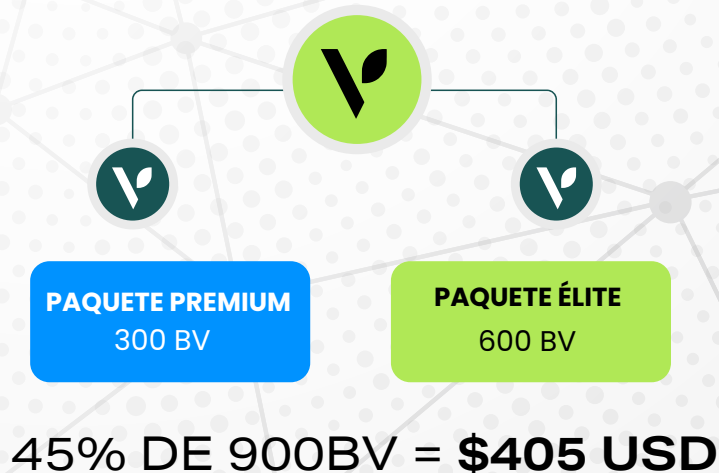 PAQUETE PREMIUM
300 BV
PAQUETE ÉLITE
600 BV
45% DE 900BV = $405 USD